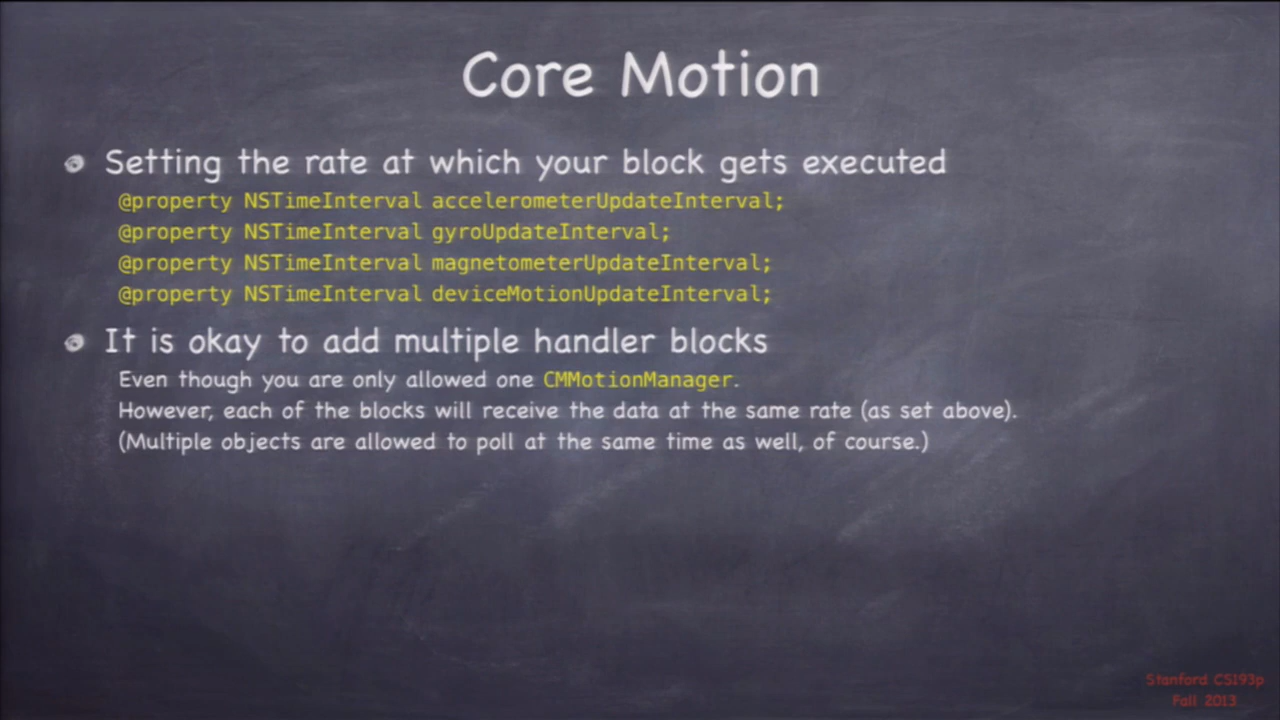 Core Motion
Setting the rate at which your block gets executed
@property NSTimeInterval accelerometerUpdateInterval;
@property NSTimeInterval gyroUpdateInterval;
@property NSTimeInterval magnetometerUpdateInterval;
@property NSTimeInterval deviceMotionUpdateInterval;
It is okay to add multiple handler blocks
Even though you are only allowed one CMMotionManager.
However, each of the blocks will receive the data at the same rate (as set above).
(Multiple objects are allowed to poll at the same time as well, of course.)
Stanford CS193p
Fall 2013